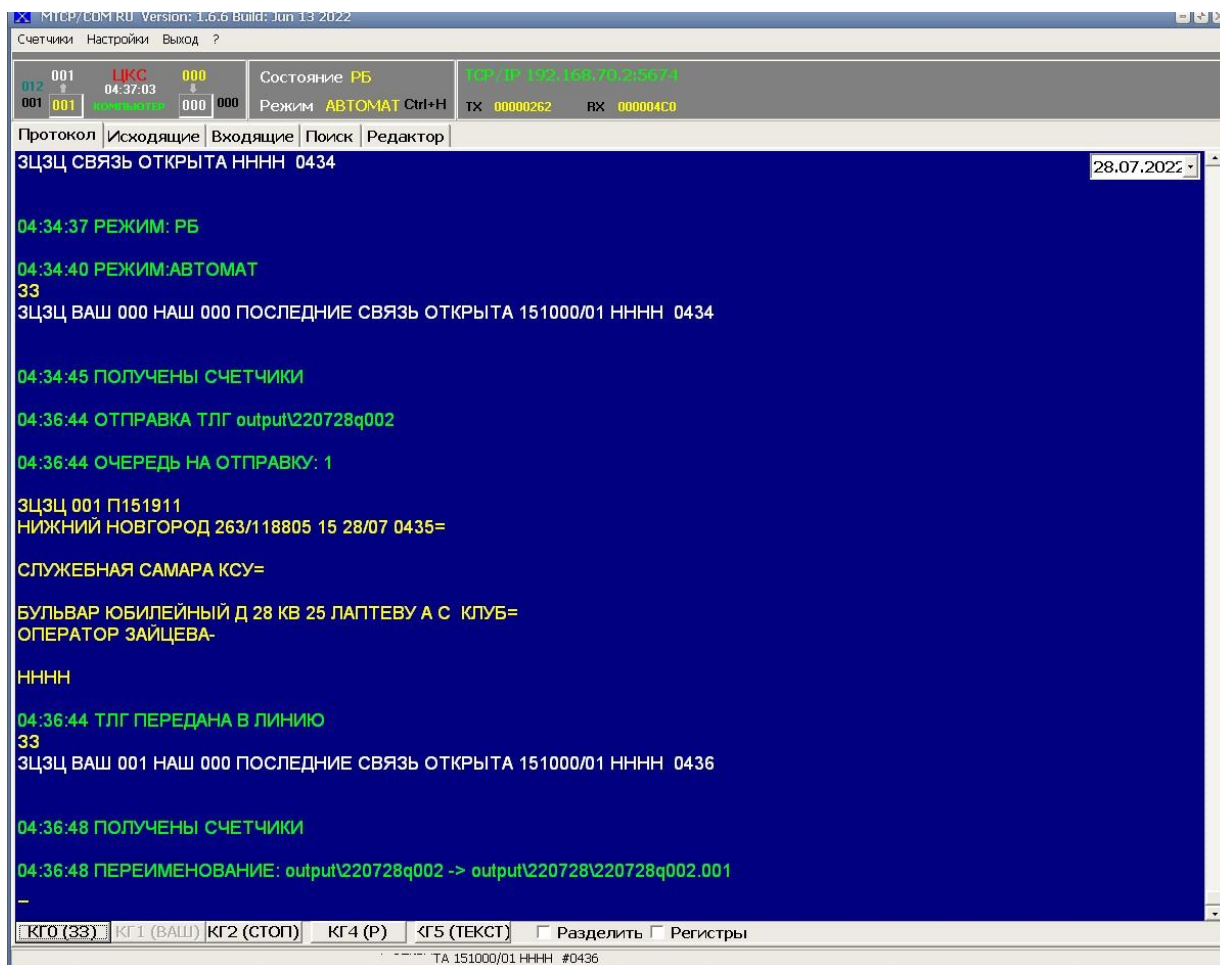 MTCP/COM RU Version: 1.6.6 Build: Jun 13 2022
Счетчики Настройки Выход ?
001 ЦКС 000
012 04:37:03
001 001 КОМПЬЮТЕР 000 000
Состояние РБ
Режим АВТОМАТ Ctrl+H
TCP/IP 192.168.70.2:5674
TX 00000262 RX 000004C0
Протокол Исходящие Входящие Поиск Редактор
28.07.2022
ЗЦЗЦ СВЯЗЬ ОТКРЫТА НННН 0434
04:34:37 РЕЖИМ: РБ
04:34:40 РЕЖИМ:АВТОМАТ
33
ЗЦЗЦ ВАШ 000 НАШ 000 ПОСЛЕДНИЕ СВЯЗЬ ОТКРЫТА 151000/01 НННН 0434
04:34:45 ПОЛУЧЕНЫ СЧЕТЧИКИ
04:36:44 ОТПРАВКА ТЛГ output\220728q002
04:36:44 ОЧЕРЕДЬ НА ОТПРАВКУ: 1
ЗЦЗЦ 001 П151911
НИЖНИЙ НОВГОРОД 263/118805 15 28/07 0435=
СЛУЖЕБНАЯ САМАРА КСУ=
БУЛЬВАР ЮБИЛЕЙНЫЙ Д 28 КВ 25 ЛАПТЕВУ А С КЛУБ=
ОПЕРАТОР ЗАЙЦЕВА-
НННН
04:36:44 ТЛГ ПЕРЕДАНА В ЛИНИЮ
33
ЗЦЗЦ ВАШ 001 НАШ 000 ПОСЛЕДНИЕ СВЯЗЬ ОТКРЫТА 151000/01 НННН 0436
04:36:48 ПОЛУЧЕНЫ СЧЕТЧИКИ
04:36:48 ПЕРЕИМЕНОВАНИЕ: output\220728q002 -> output\220728\220728q002.001
КГ0 (33) КГ1 (ВАШ) КГ2 (СТОП) КГ4 (Р) КГ5 (ТЕКСТ) Разделить Регистры
ТА 151000/01 НННН #0436